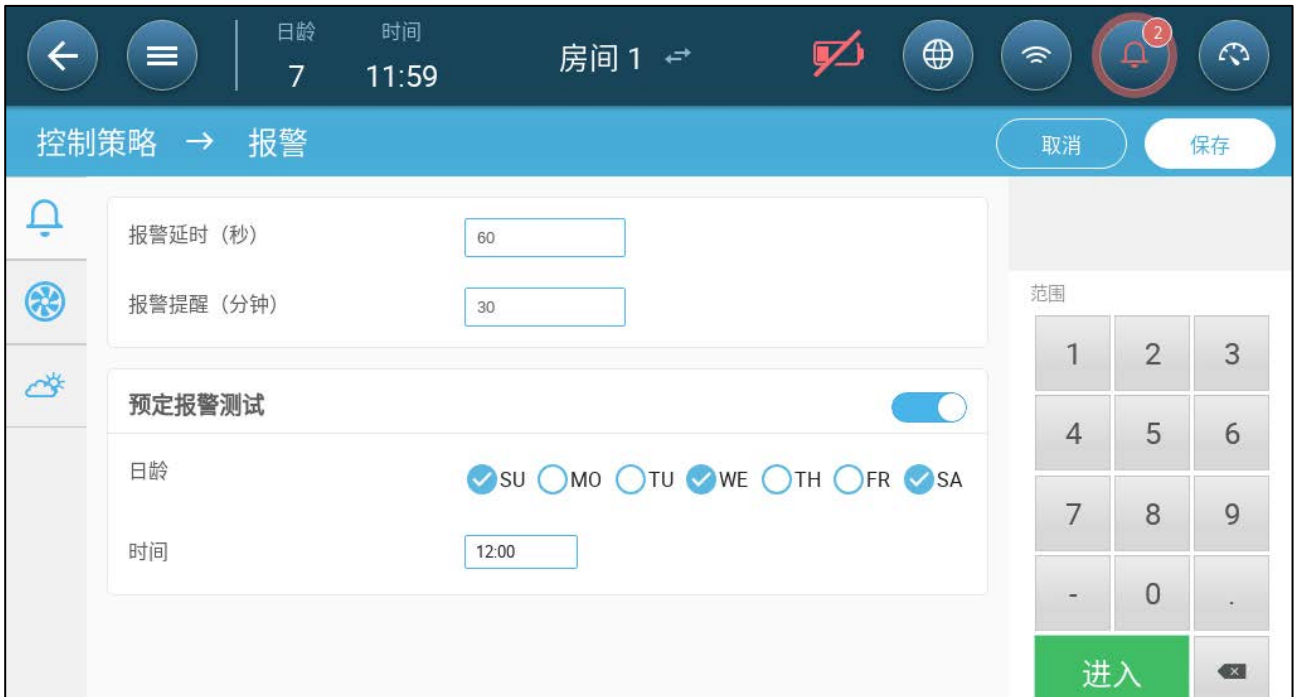 日龄 时间
7 11:59 房间 1 2
控制策略 → 报警 取消 保存
报警延时（秒） 60
报警提醒（分钟） 30
范围
1 2 3
预定报警测试
4 5 6
日龄 SU MO TU WE TH FR SA
7 8 9
时间 12:00
- 0 .
进入